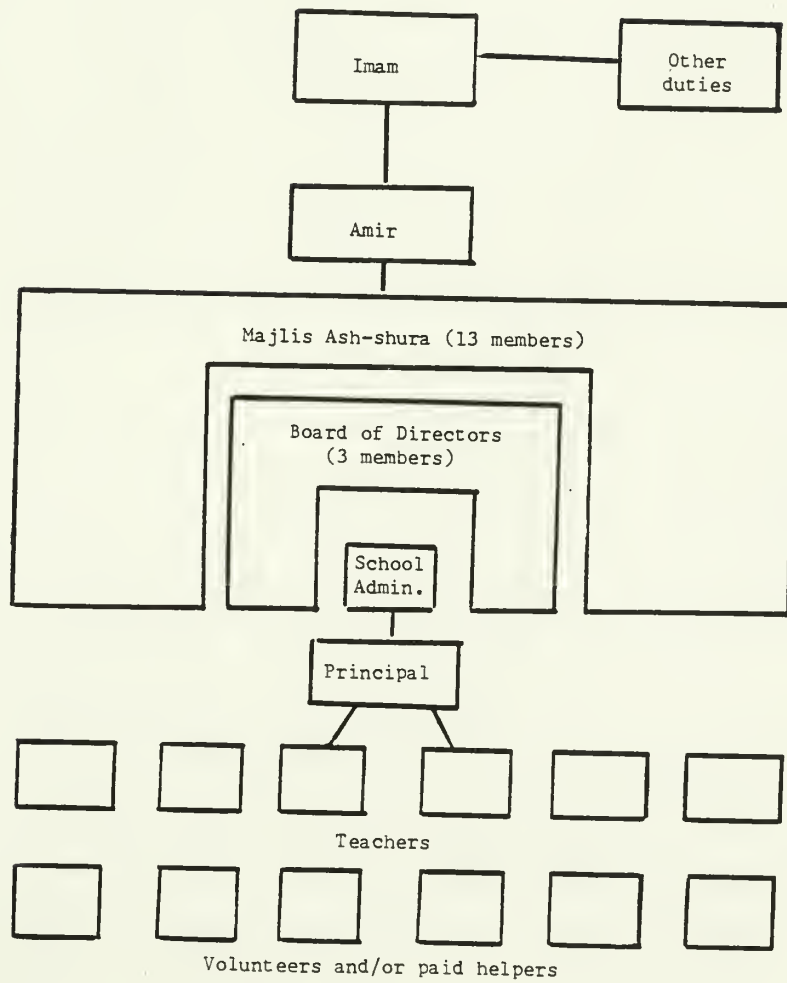 Imam
Other
duties
Amir
Majlis Ash-shura (13 members)
Board of Directors
(3 members)
School
Admin.
Principal
Teachers
Volunteers and/or paid helpers